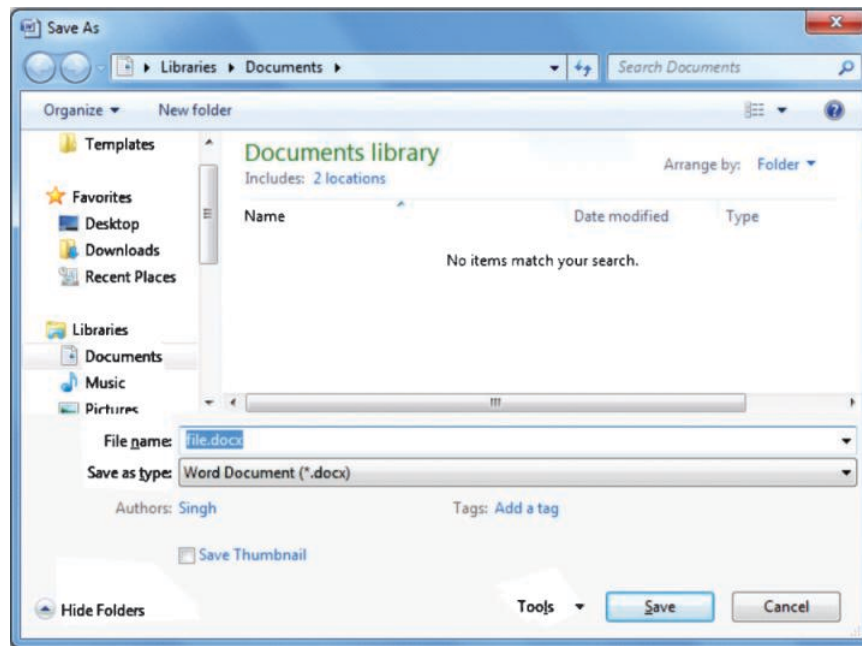 Save As
Libraries Documents Search Documents
Organize New folder
Templates
Favorites
Desktop
Downloads
Recent Places
Libraries
Documents
Music
Pictures
Documents library
Includes: 2 locations
Arrange by: Folder
Name Date modified Type
No items match your search.
File name: file.docx
Save as type: Word Document (*.docx)
Authors: Singh Tags: Add a tag
Save Thumbnail
Hide Folders Tools Save Cancel